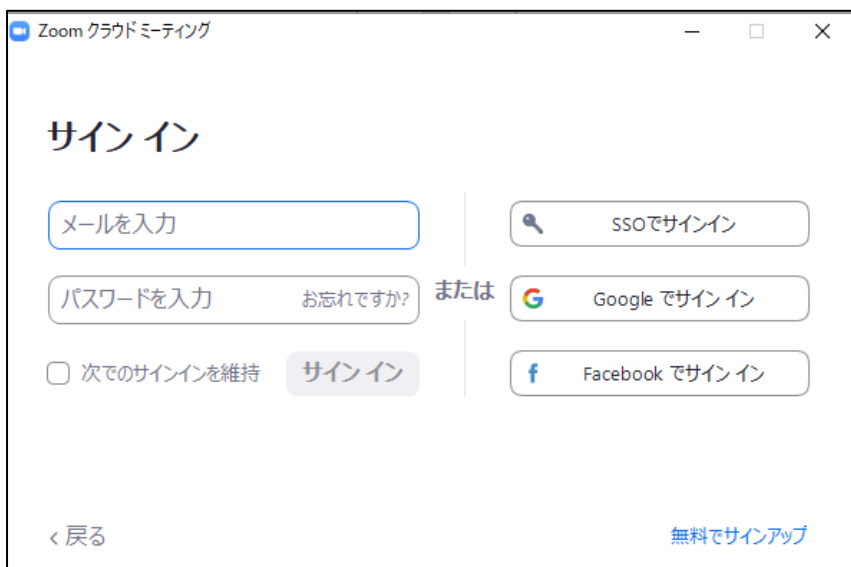 Zoom クラウド ミーティング
サイン イン
メールを入力
パスワードを入力 お忘れですか?
次でのサインインを維持 サイン イン
または
SSOでサインイン
Google でサイン イン
Facebook でサイン イン
< 戻る
無料でサインアップ